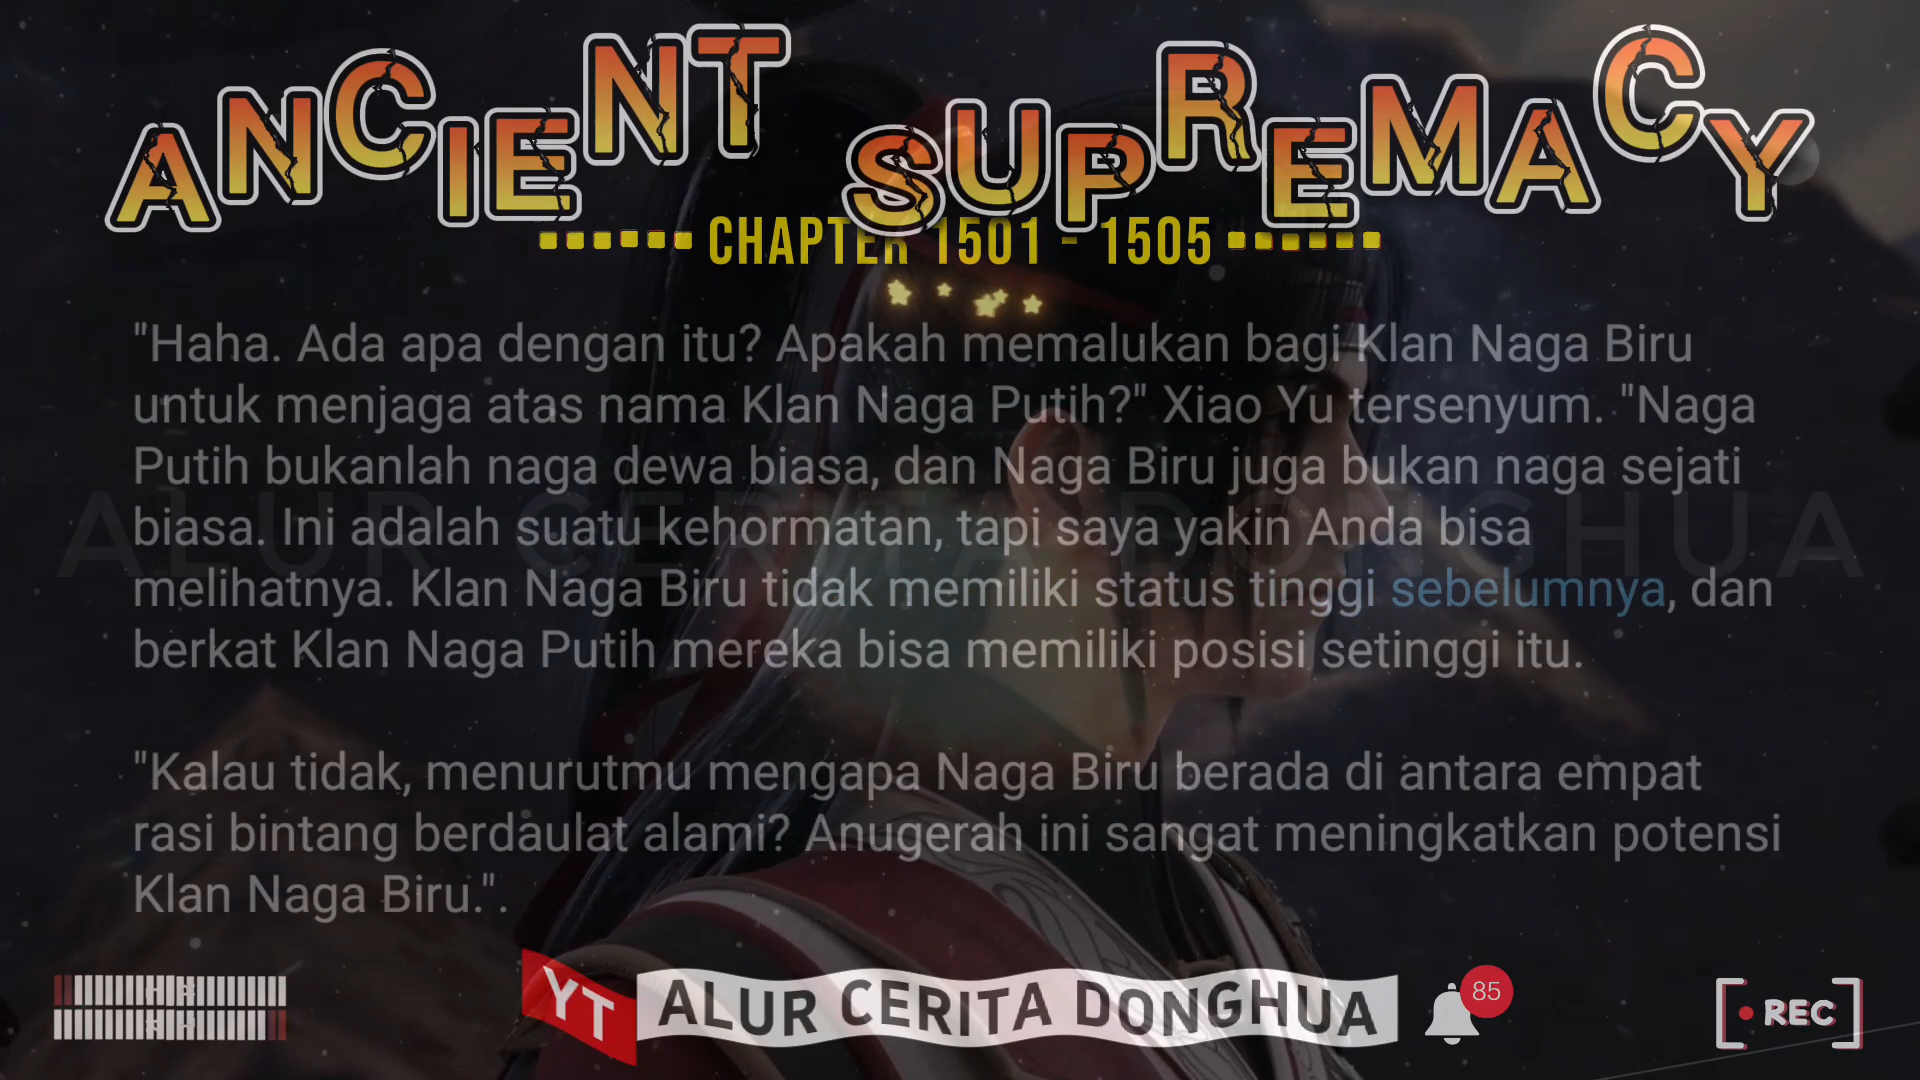 ANCIENT SUPREMACY
CHAPTER 1501 - 1505
"Haha. Ada apa dengan itu? Apakah memalukan bagi Klan Naga Biru
untuk menjaga atas nama Klan Naga Putih?" Xiao Yu tersenyum. "Naga
Putih bukanlah naga dewa biasa, dan Naga Biru juga bukan naga sejati
biasa. Ini adalah suatu kehormatan, tapi saya yakin Anda bisa
melihatnya. Klan Naga Biru tidak memiliki status tinggi sebelumnya, dan
berkat Klan Naga Putih mereka bisa memiliki posisi setinggi itu.
"Kalau tidak, menurutmu mengapa Naga Biru berada di antara empat
rasi bintang berdaulat alami? Anugerah ini sangat meningkatkan potensi
Klan Naga Biru.".
ALUR CERITA DONGHUA
YT ALUR CERITA DONGHUA 85
REC